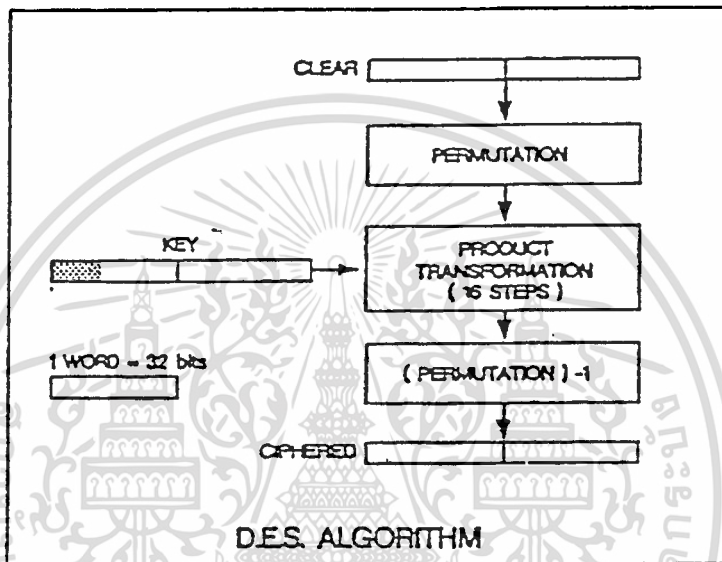 CLEAR
PERMUTATION
KEY
PRODUCT
TRANSFORMATION
( 16 STEPS )
1 WORD = 32 bits
( PERMUTATION ) -1
CIPHERED
D.E.S. ALGORITHM